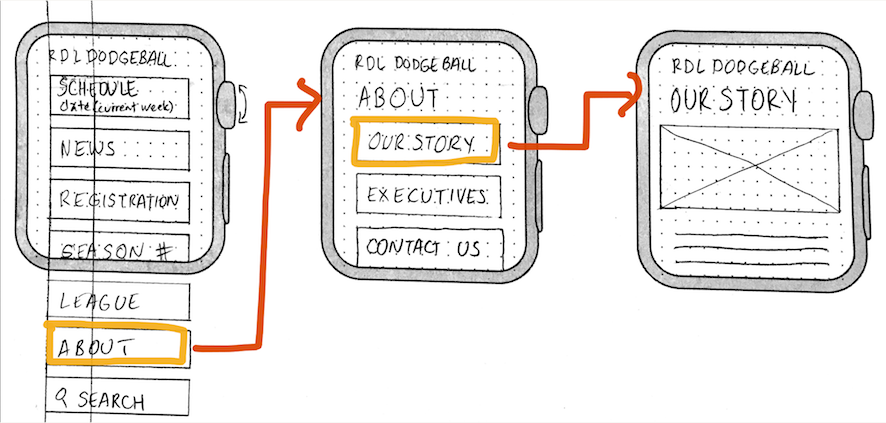 RDL DODGEBALL
SCHEDULE
date (current week)
NEWS
REGISTRATION
SEASON #
LEAGUE
ABOUT
SEARCH
RDL DODGEBALL
ABOUT
OUR STORY
EXECUTIVES
CONTACT US
RDL DODGEBALL
OUR STORY